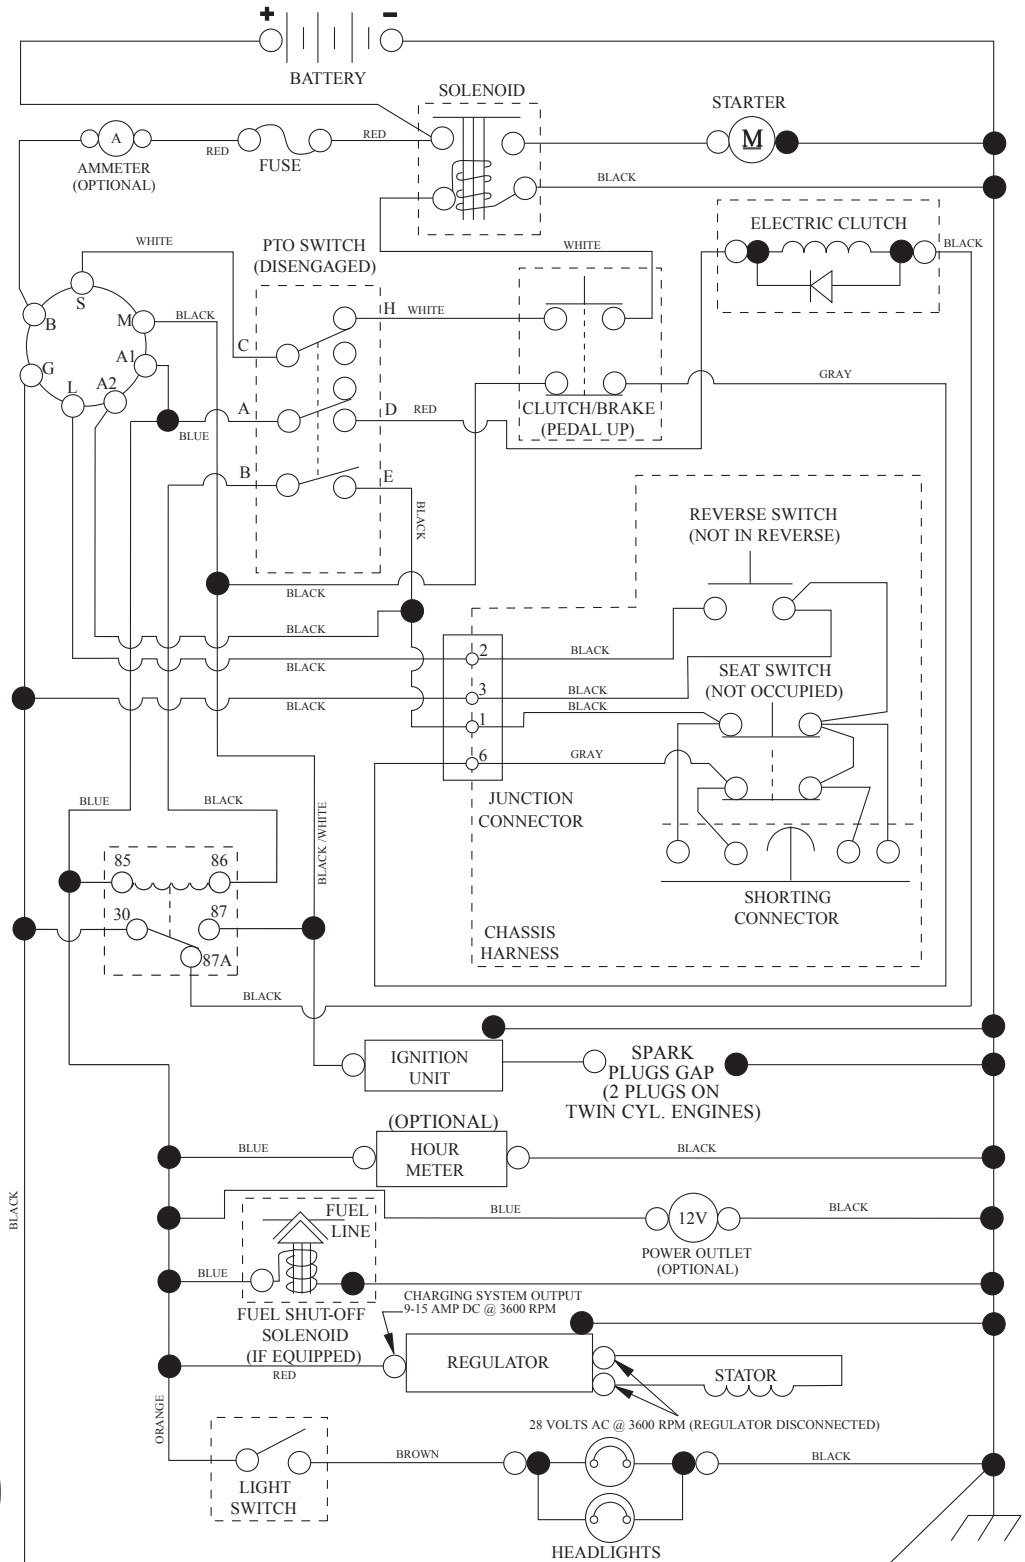 + -
BATTERY
SOLENOID
STARTER
A
RED
FUSE
RED
M
AMMETER
(OPTIONAL)
BLACK
ELECTRIC CLUTCH
WHITE
PTO SWITCH
(DISENGAGED)
WHITE
BLACK
S
B
M
BLACK
H
WHITE
C
G
A1
L
A2
GRAY
A
BLUE
D
RED
CLUTCH/BRAKE
(PEDAL UP)
B
E
BLACK
REVERSE SWITCH
(NOT IN REVERSE)
BLACK
BLACK
2
BLACK
BLACK
SEAT SWITCH
(NOT OCCUPIED)
3
BLACK
BLACK
BLACK
1
6
GRAY
BLUE
BLACK
BLACK /WHITE
JUNCTION
CONNECTOR
85
86
30
87
87A
SHORTING
CONNECTOR
CHASSIS
HARNESS
BLACK
IGNITION
UNIT
SPARK
PLUGS GAP
(2 PLUGS ON
TWIN CYL. ENGINES)
(OPTIONAL)
HOUR
METER
BLUE
BLACK
BLACK
FUEL
LINE
BLUE
12V
BLACK
POWER OUTLET
(OPTIONAL)
BLUE
CHARGING SYSTEM OUTPUT
9-15 AMP DC @ 3600 RPM
FUEL SHUT-OFF
SOLENOID
(IF EQUIPPED)
RED
REGULATOR
STATOR
28 VOLTS AC @ 3600 RPM (REGULATOR DISCONNECTED)
ORANGE
BROWN
BLACK
LIGHT
SWITCH
HEADLIGHTS